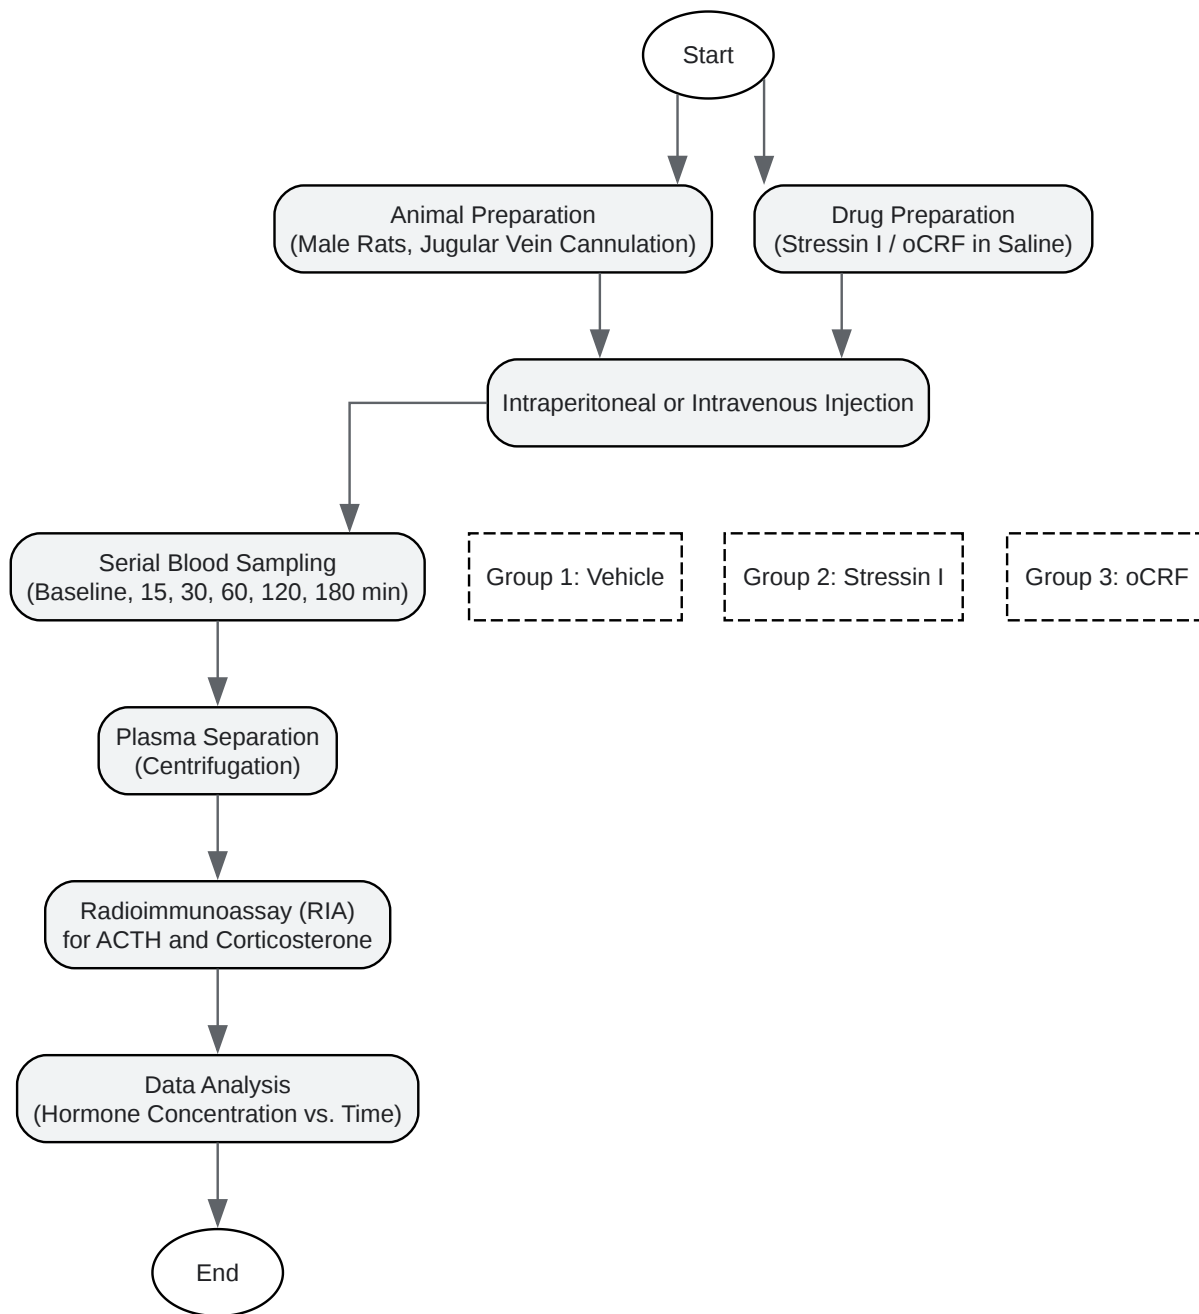 Start
Animal Preparation
(Male Rats, Jugular Vein Cannulation)
Drug Preparation
(Stressin I / oCRF in Saline)
Intraperitoneal or Intravenous Injection
Serial Blood Sampling
(Baseline, 15, 30, 60, 120, 180 min)
Group 1: Vehicle
Group 2: Stressin I
Group 3: oCRF
Plasma Separation
(Centrifugation)
Radioimmunoassay (RIA)
for ACTH and Corticosterone
Data Analysis
(Hormone Concentration vs. Time)
End